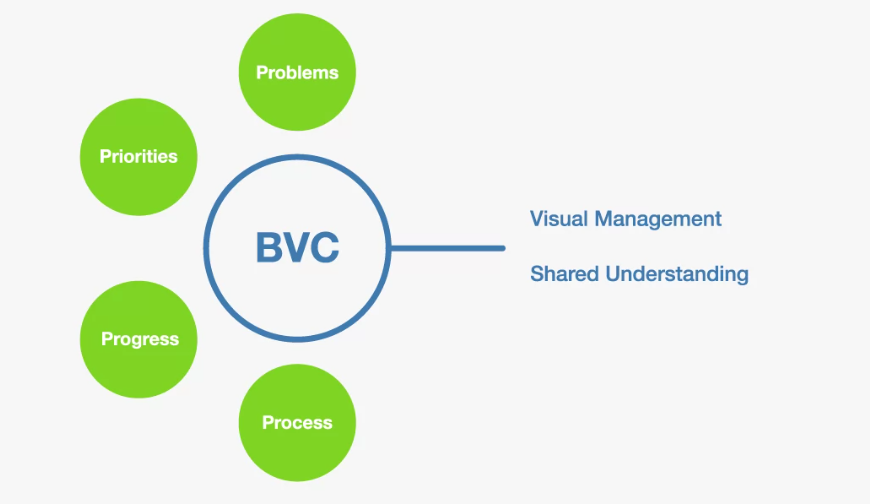 Problems
Priorities
BVC
Visual Management
Shared Understanding
Progress
Process